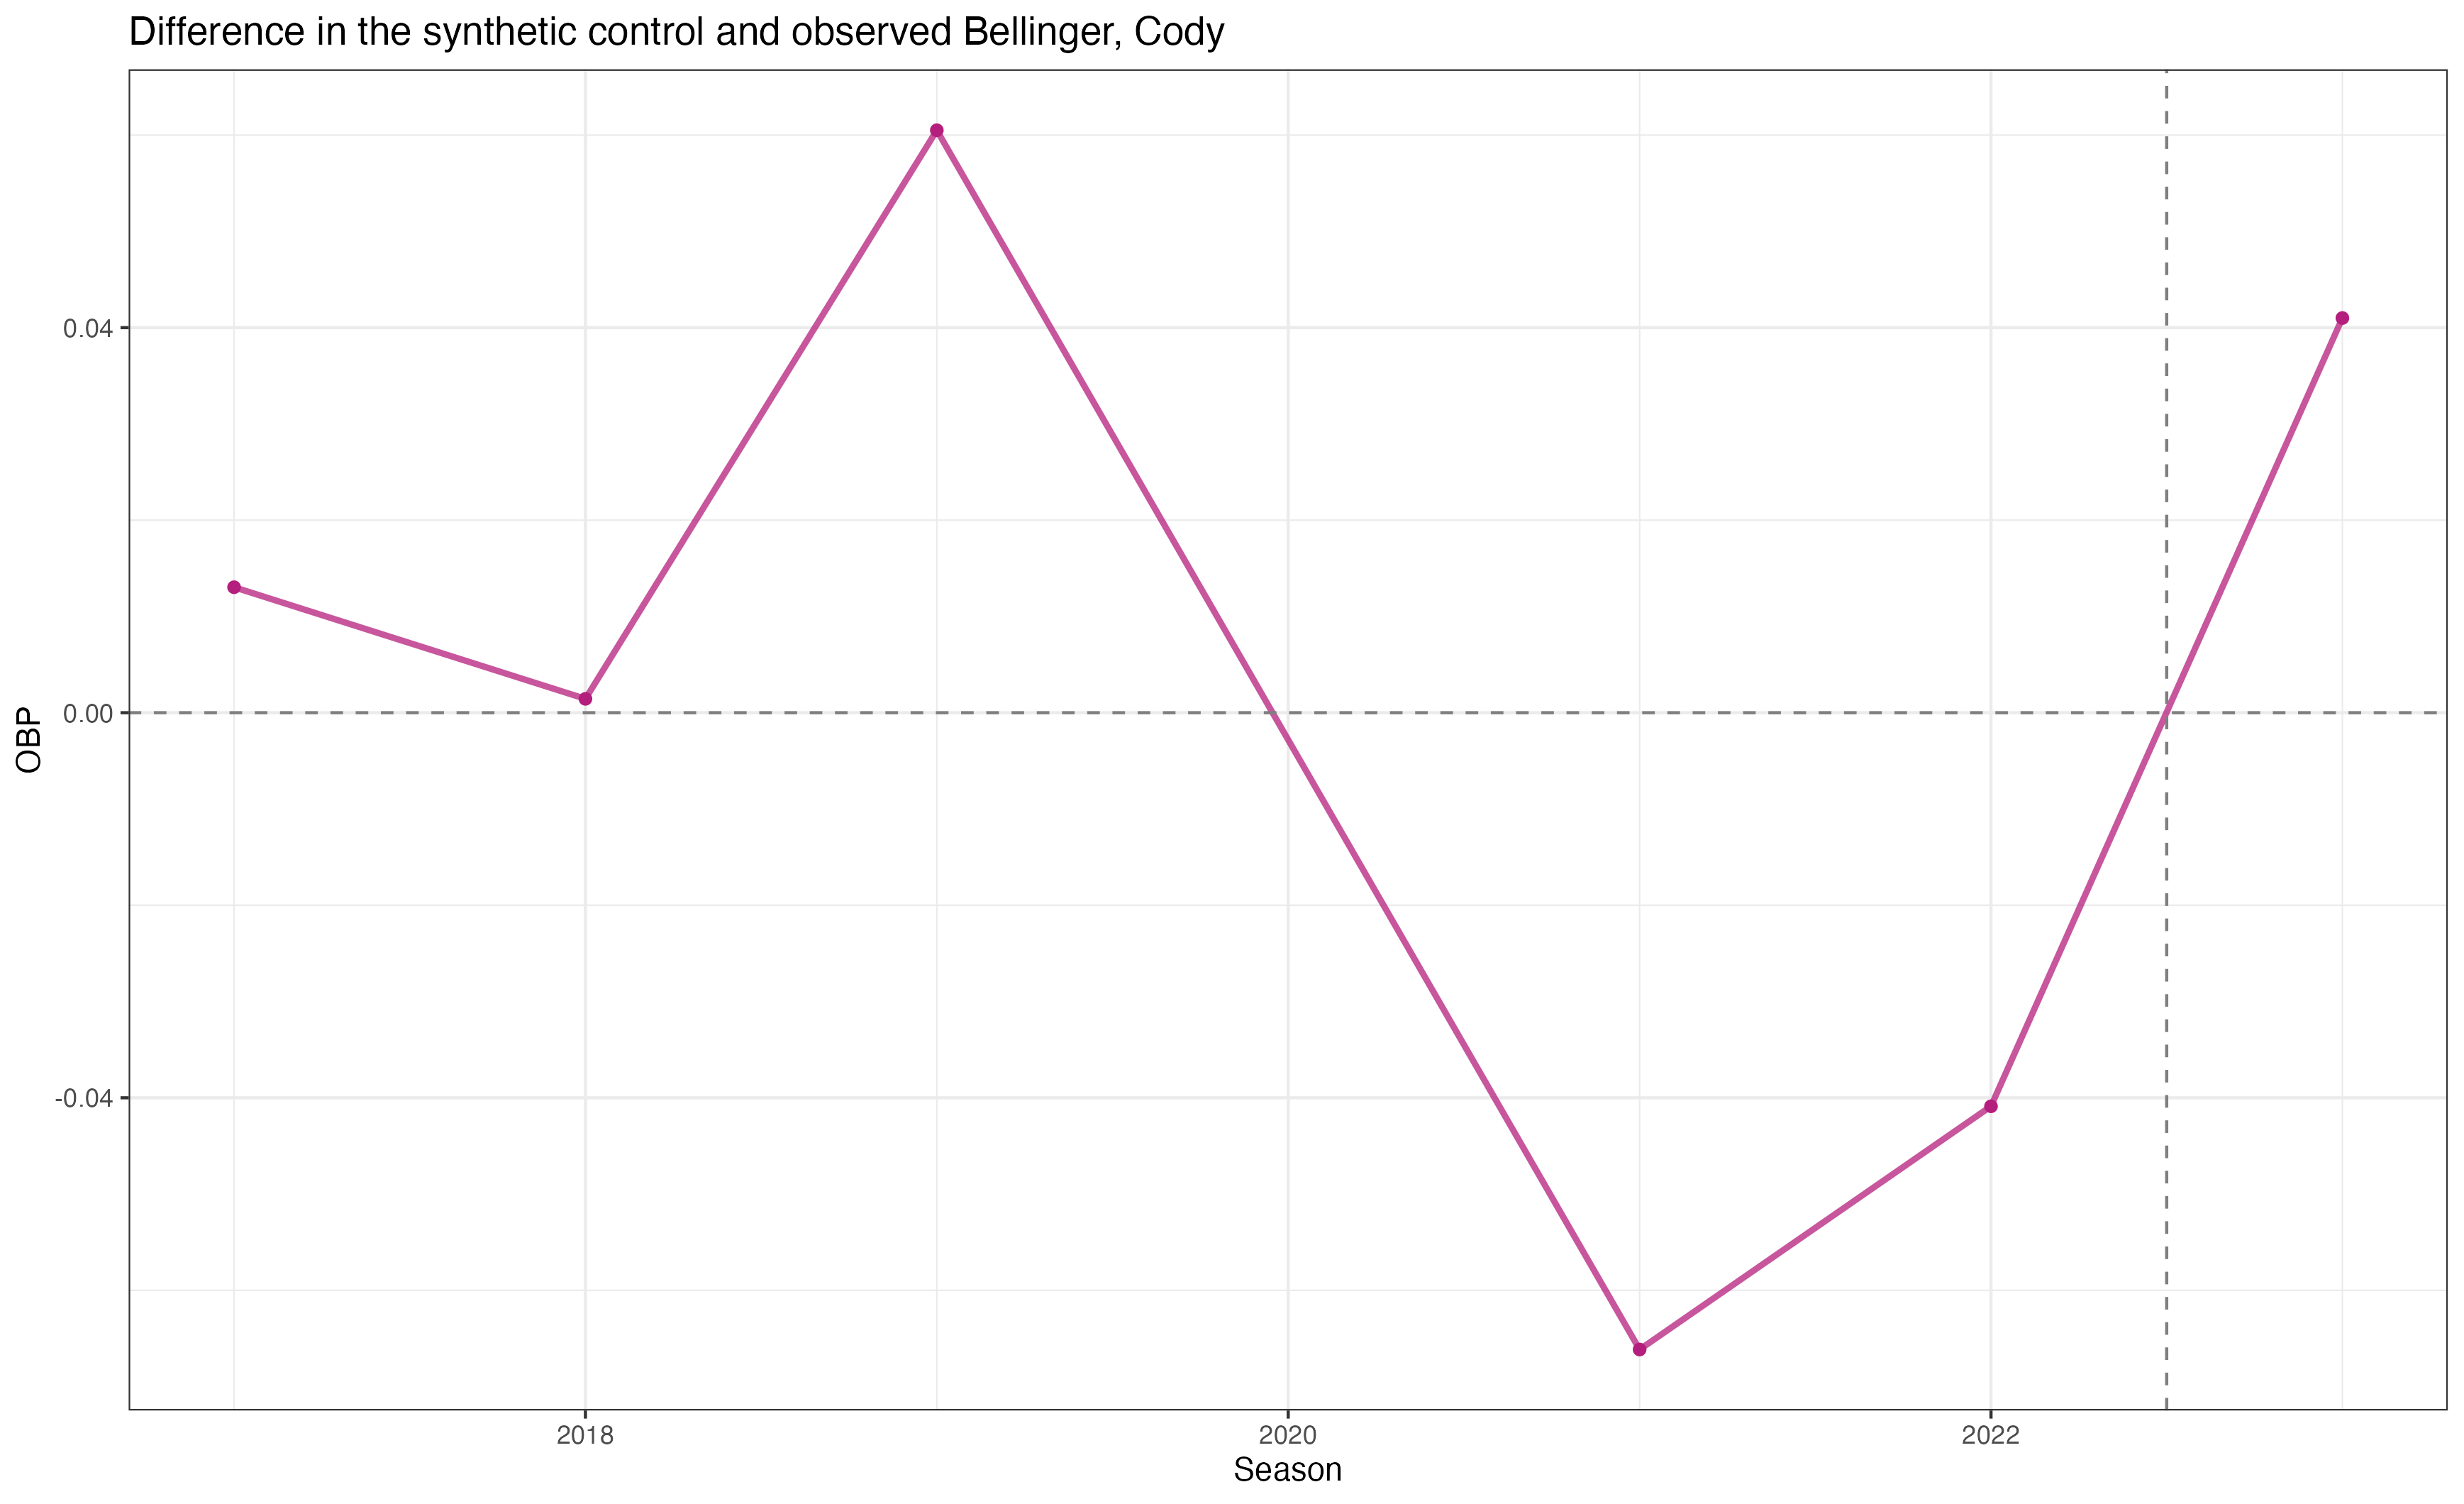 Difference in the synthetic control and observed Bellinger, Cody
0.04
0.00
-0.04
OBP
2018
2020
2022
Season